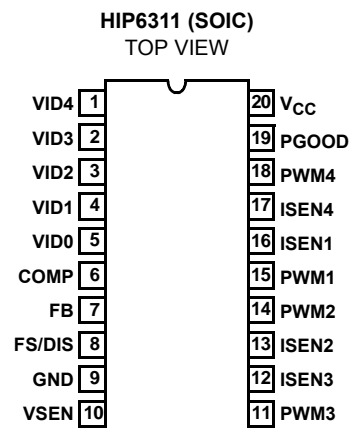 HIP6311 (SOIC)
TOP VIEW
VID4 1
VID3 2
VID2 3
VID1 4
VID0 5
COMP 6
FB 7
FS/DIS 8
GND 9
VSEN 10
20 VCC
19 PGOOD
18 PWM4
17 ISEN4
16 ISEN1
15 PWM1
14 PWM2
13 ISEN2
12 ISEN3
11 PWM3